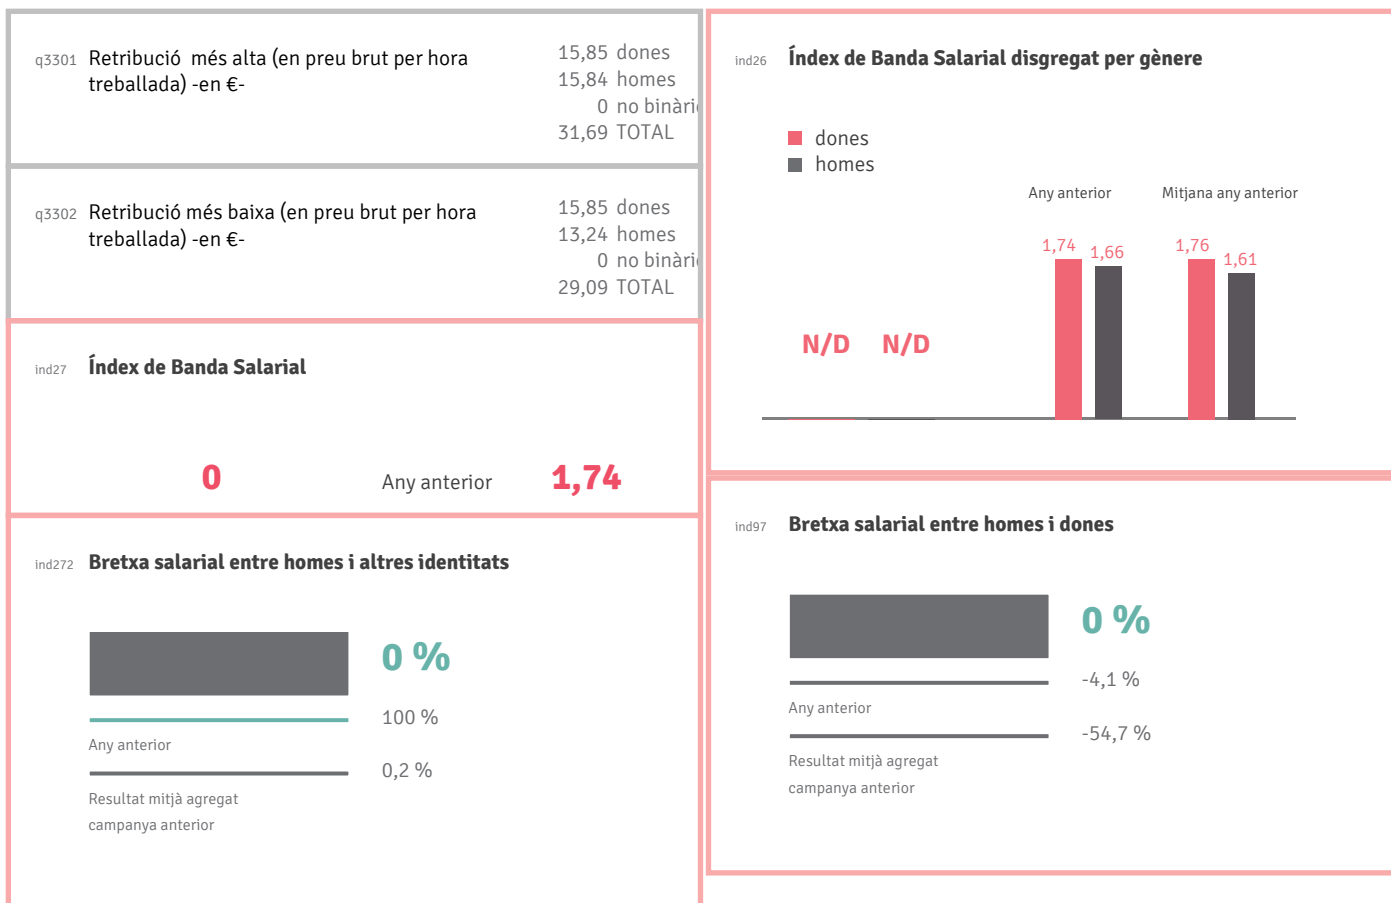 q3301 Retribució més alta (en preu brut per hora
treballada) -en €-
15,85 dones
15,84 homes
0 no binàri
31,69 TOTAL
q3302 Retribució més baixa (en preu brut per hora
treballada) -en €-
15,85 dones
13,24 homes
0 no binàri
29,09 TOTAL
ind27 Índex de Banda Salarial
0 Any anterior 1,74
ind272 Bretxa salarial entre homes i altres identitats
0 %
100 %
Any anterior
0,2 %
Resultat mitjà agregat
campanya anterior
ind26 Índex de Banda Salarial disgregat per gènere
dones
homes
Any anterior Mitjana any anterior
1,74 1,66 1,76 1,61
N/D N/D
ind97 Bretxa salarial entre homes i dones
0 %
-4,1 %
Any anterior
-54,7 %
Resultat mitjà agregat
campanya anterior